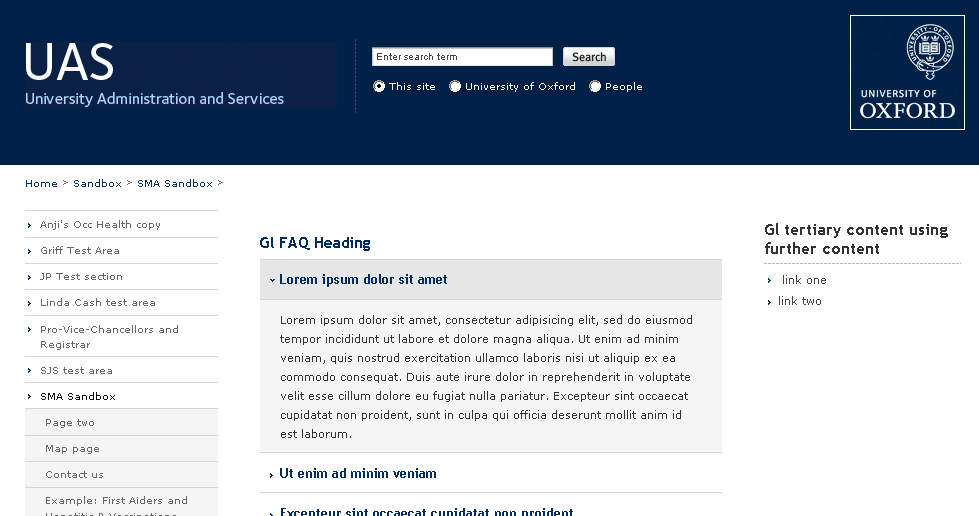 UAS
University Administration and Services
Enter search term
Search
This site
University of Oxford
People
UNIVERSITY OF
OXFORD
Home > Sandbox > SMA Sandbox >
Anji's Occ Health copy
Griff Test Area
JP Test section
Linda Cash test area
Pro-Vice-Chancellors and
Registrar
SJS test area
SMA Sandbox
Page two
Map page
Contact us
Example: First Aiders and
Hepatitis B Vaccinations
Gl FAQ Heading
Lorem ipsum dolor sit amet
Lorem ipsum dolor sit amet, consectetur adipisicing elit, sed do eiusmod
tempor incididunt ut labore et dolore magna aliqua. Ut enim ad minim
veniam, quis nostrud exercitation ullamco laboris nisi ut aliquip ex ea
commodo consequat. Duis aute irure dolor in reprehenderit in voluptate
velit esse cillum dolore eu fugiat nulla pariatur. Excepteur sint occaecat
cupidatat non proident, sunt in culpa qui officia deserunt mollit anim id
est laborum.
Ut enim ad minim veniam
Excepteur sint occaecat cupidatat non proident
Gl tertiary content using
further content
link one
link two